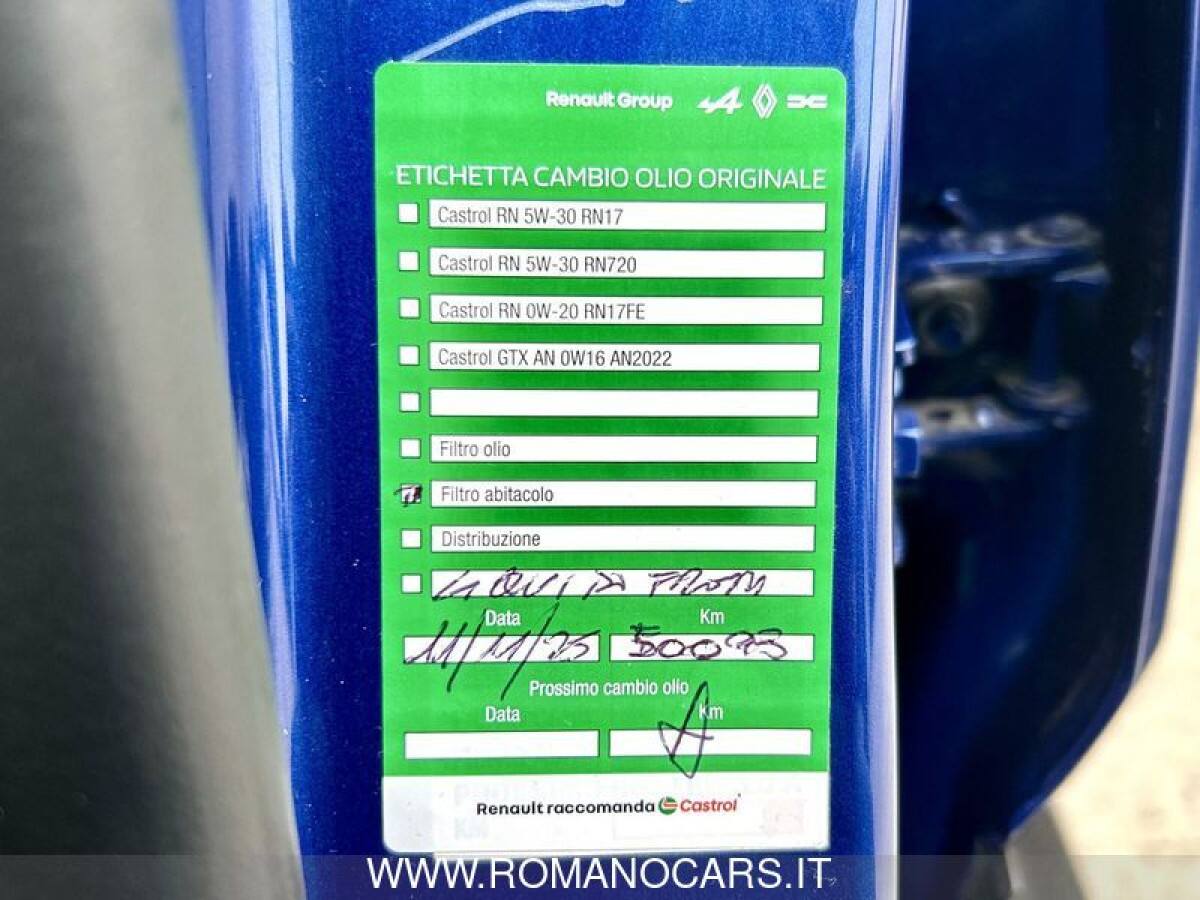 Renault Group
ETICHETTA CAMBIO OLIO ORIGINALE
Castrol RN 5W-30 RN17
Castrol RN 5W-30 RN720
Castrol RN 0W-20 RN17FE
Castrol GTX AN 0W16 AN2022
Filtro olio
Filtro abitacolo
Distribuzione
Data Km
11/11/25
Prossimo cambio olio
Data Km
Renault raccomanda Castrol
WWW.ROMANOCARS.IT